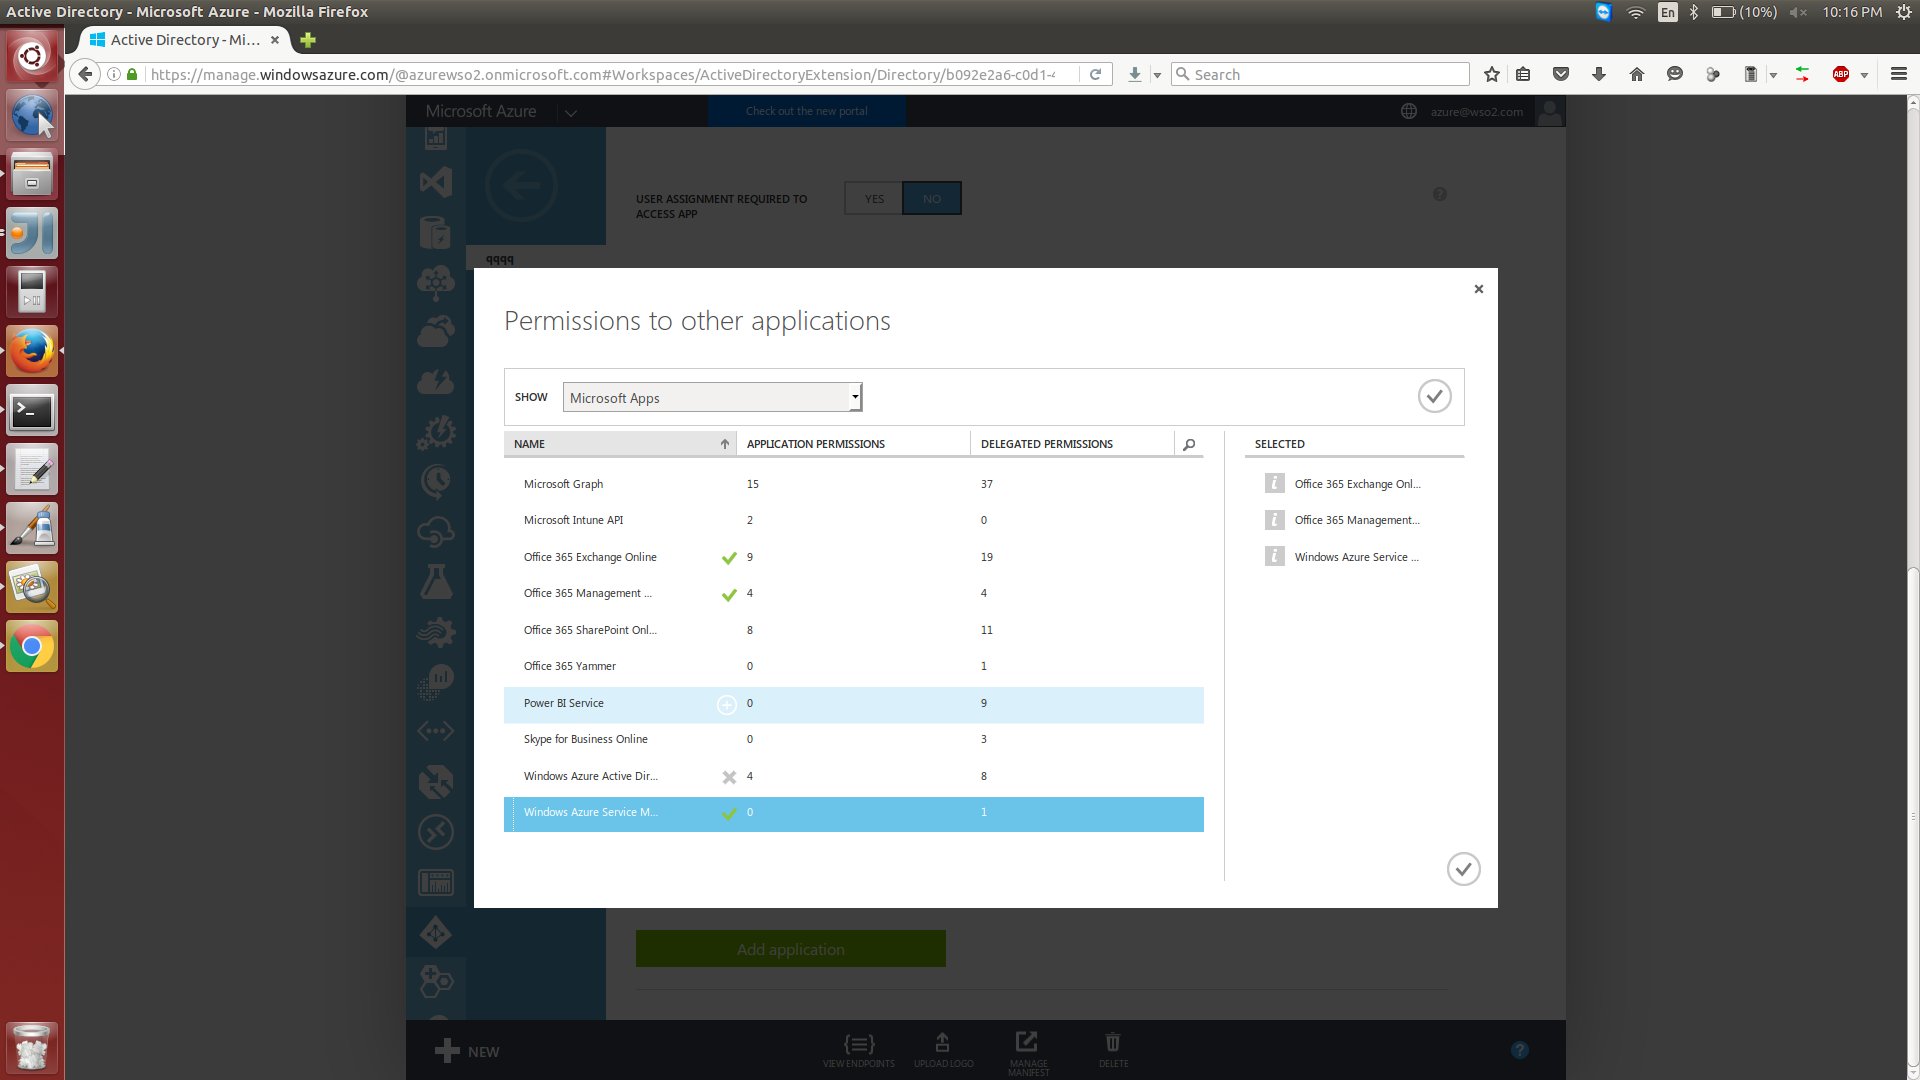 Active Directory - Microsoft Azure - Mozilla Firefox
En
(10%)
10:16 PM
Active Directory - Mi...
https://manage.windowsazure.com/@azurewso2.onmicrosoft.com#Workspaces/ActiveDirectoryExtension/Directory/b092e2a6-c0d1-4
Search
ABP
Microsoft Azure
Check out the new portal
azure@wso2.com
USER ASSIGNMENT REQUIRED TO
ACCESS APP
YES
NO
qqqq
Permissions to other applications
SHOW
Microsoft Apps
NAME
APPLICATION PERMISSIONS
DELEGATED PERMISSIONS
SELECTED
Microsoft Graph 15 37
Microsoft Intune API 2 0
Office 365 Exchange Online 9 19
Office 365 Management ... 4 4
Office 365 SharePoint Onl... 8 11
Office 365 Yammer 0 1
Power BI Service 0 9
Skype for Business Online 0 3
Windows Azure Active Dir... 4 8
Windows Azure Service M... 0 1
Office 365 Exchange Onl...
Office 365 Management...
Windows Azure Service ...
Add application
NEW
VIEW ENDPOINTS
UPLOAD LOGO
MANAGE
MANIFEST
DELETE